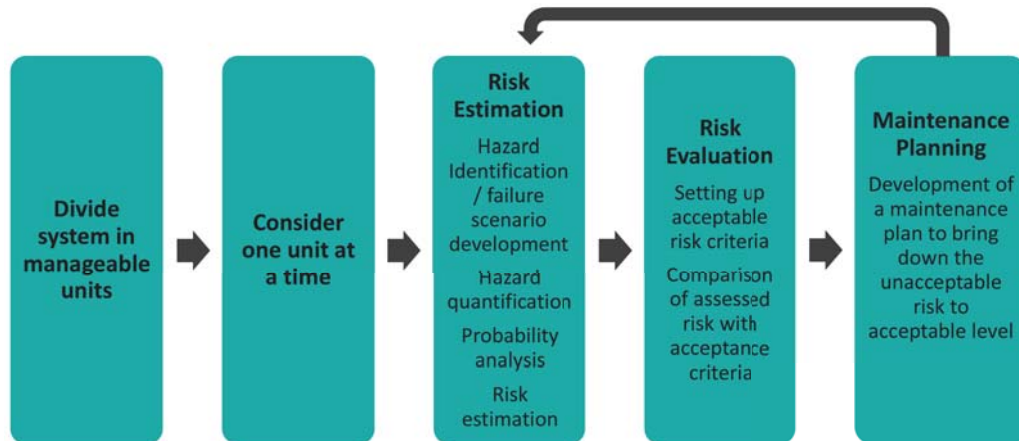 Divide
system in
manageable
units
Consider
one unit at
a time
Risk
Estimation
Hazard
Identification
/ failure
scenario
development
Hazard
quantification
Probability
analysis
Risk
estimation
Risk
Evaluation
Setting up
acceptable
risk criteria
Comparison
of assessed
risk with
acceptance
criteria
Maintenance
Planning
Development of
a maintenance
plan to bring
down the
unacceptable
risk to
acceptable level